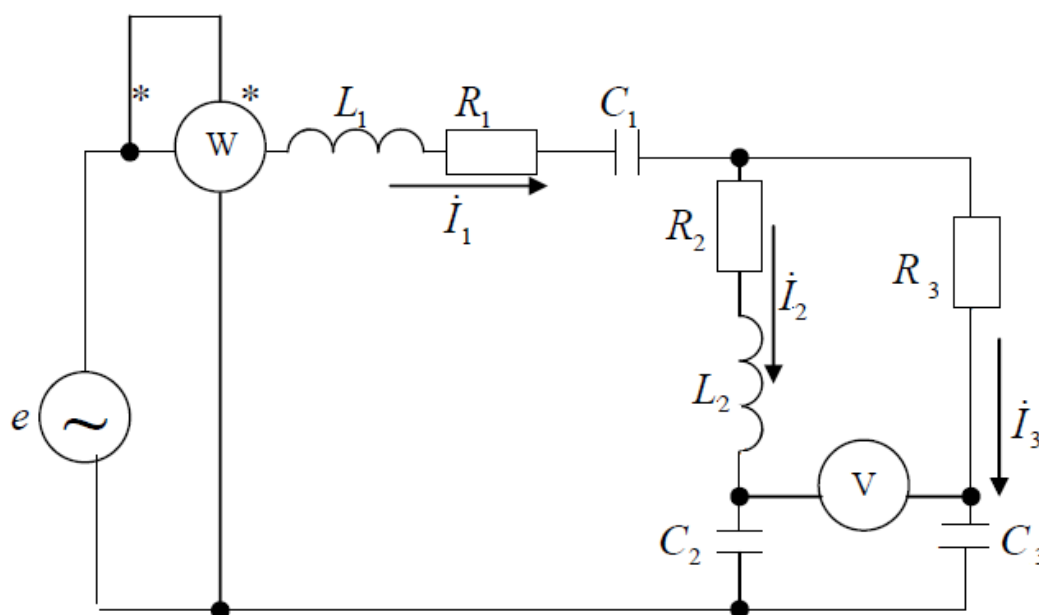 * *
W
L₁
R₁
C₁
İ₁
R₂
İ₂
R₃
L₂
İ₃
e
~
V
C₂
C₃